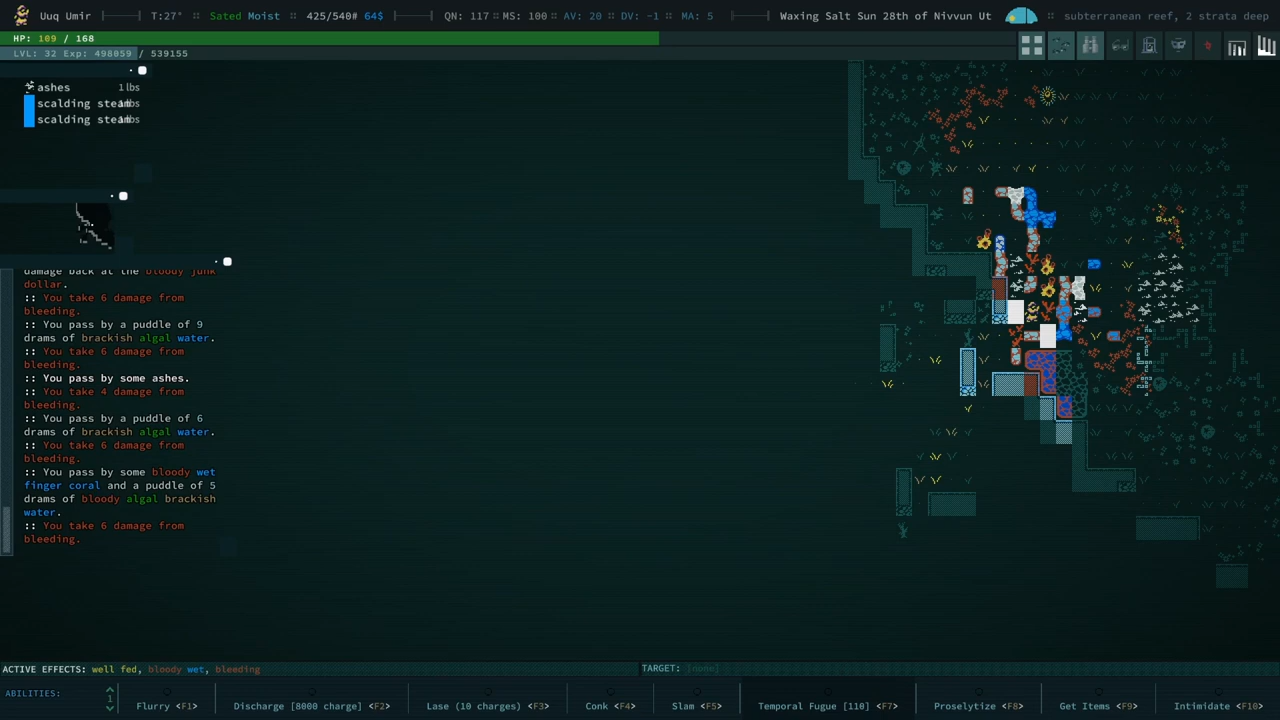 Uuq Umir T:27° Sated Moist 425/540# 64$ QN: 117 MS: 100 AV: 20 DV: -1 MA: 5 Waxing Salt Sun 28th of Nivvun Ut subterranean reef, 2 strata deep
HP: 109 / 168
LVL: 32 Exp: 498059 / 539155
ashes 1 lbs
scalding steam
scalding steam
damage back at the bloody junk
dollar.
:: You take 6 damage from
bleeding.
:: You pass by a puddle of 9
drams of brackish algal water.
:: You take 6 damage from
bleeding.
:: You pass by some ashes.
:: You take 4 damage from
bleeding.
:: You pass by a puddle of 6
drams of brackish algal water.
:: You take 6 damage from
bleeding.
:: You pass by some bloody wet
finger coral and a puddle of 5
drams of bloody algal brackish
water.
:: You take 6 damage from
bleeding.
ACTIVE EFFECTS: well fed, bloody wet, bleeding
TARGET: [none]
ABILITIES: 1 Flurry <F1> Discharge [8000 charge] <F2> Lase (10 charges) <F3> Conk <F4> Slam <F5> Temporal Fugue [110] <F7> Proselytize <F8> Get Items <F9> Intimidate <F10>